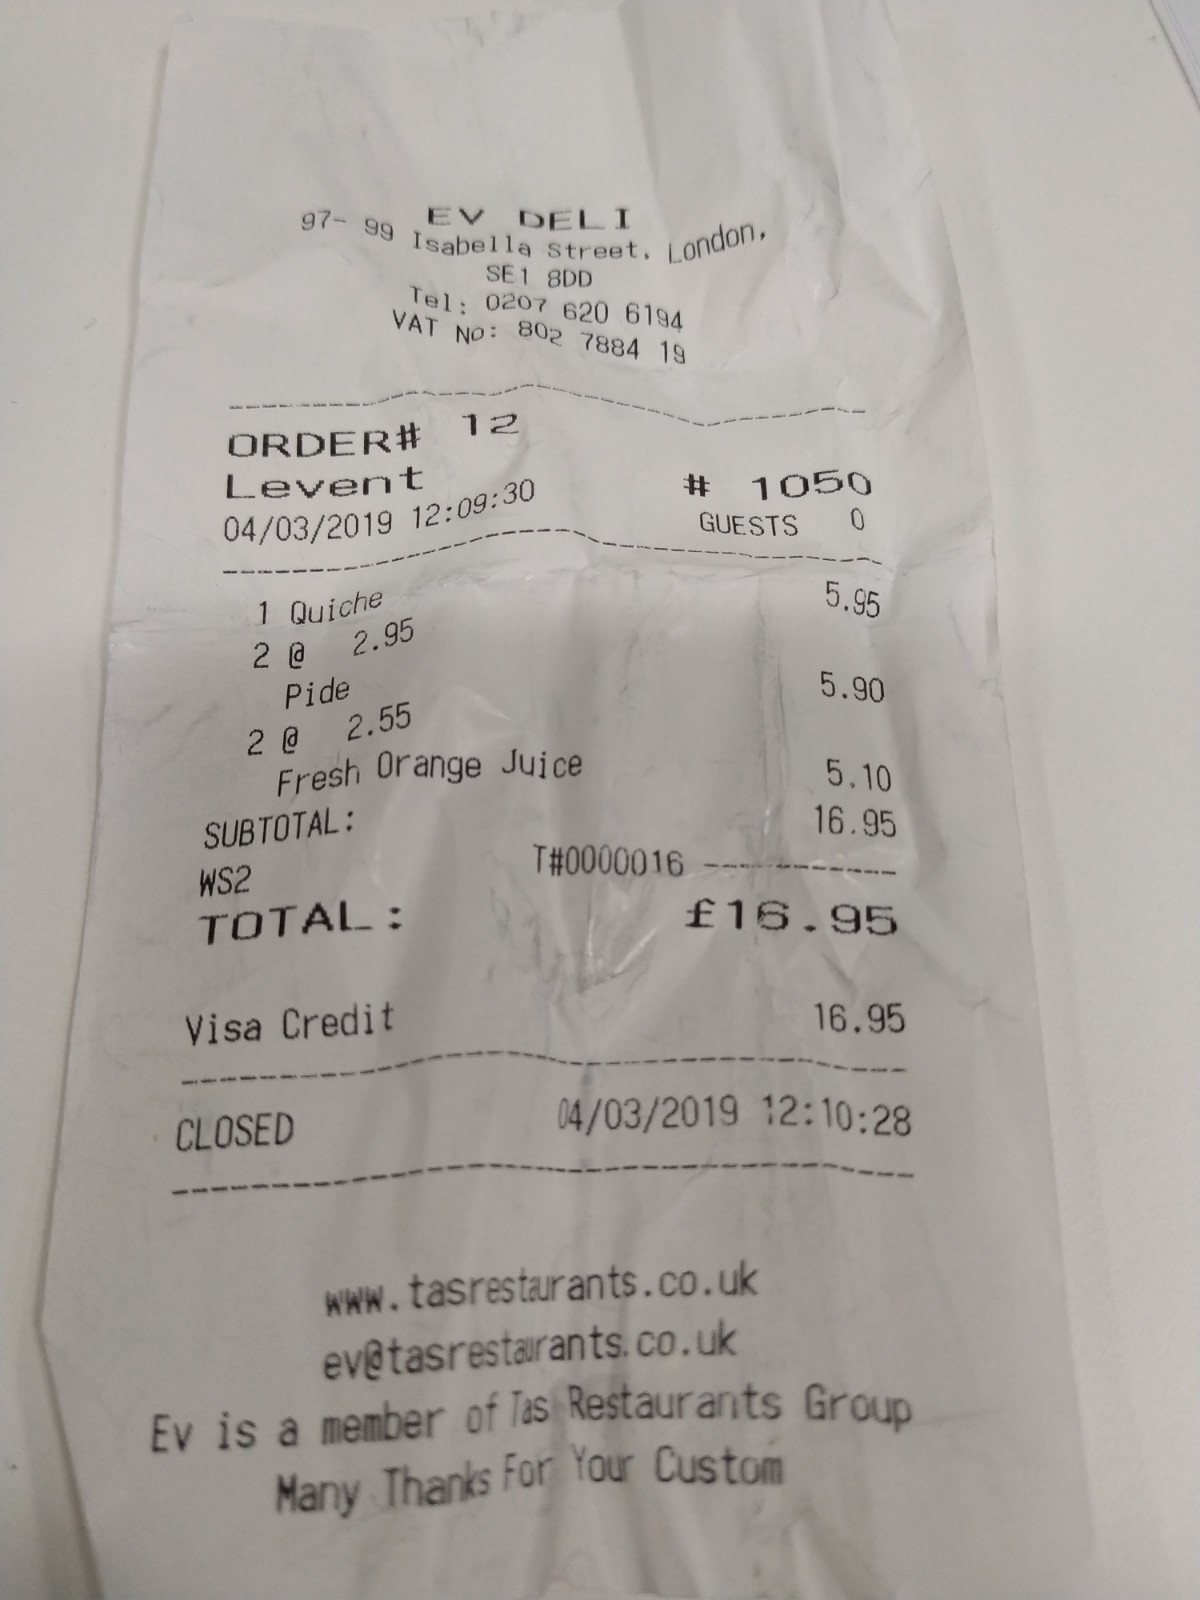 EV DELI
97- 99 Isabella Street, London,
SE1 8DD
Tel: 0207 620 6194
VAT No: 802 7884 19
ORDER# 12
Levent # 1050
04/03/2019 12:09:30 GUESTS 0
1 Quiche 5.95
2 @ 2.95
Pide 5.90
2 @ 2.55
Fresh Orange Juice 5.10
SUBTOTAL: 16.95
WS2 T#0000016
TOTAL: £16.95
Visa Credit 16.95
CLOSED 04/03/2019 12:10:28
www.tasrestaurants.co.uk
ev@tasrestaurants.co.uk
Ev is a member of Tas Restaurants Group
Many Thanks For Your Custom